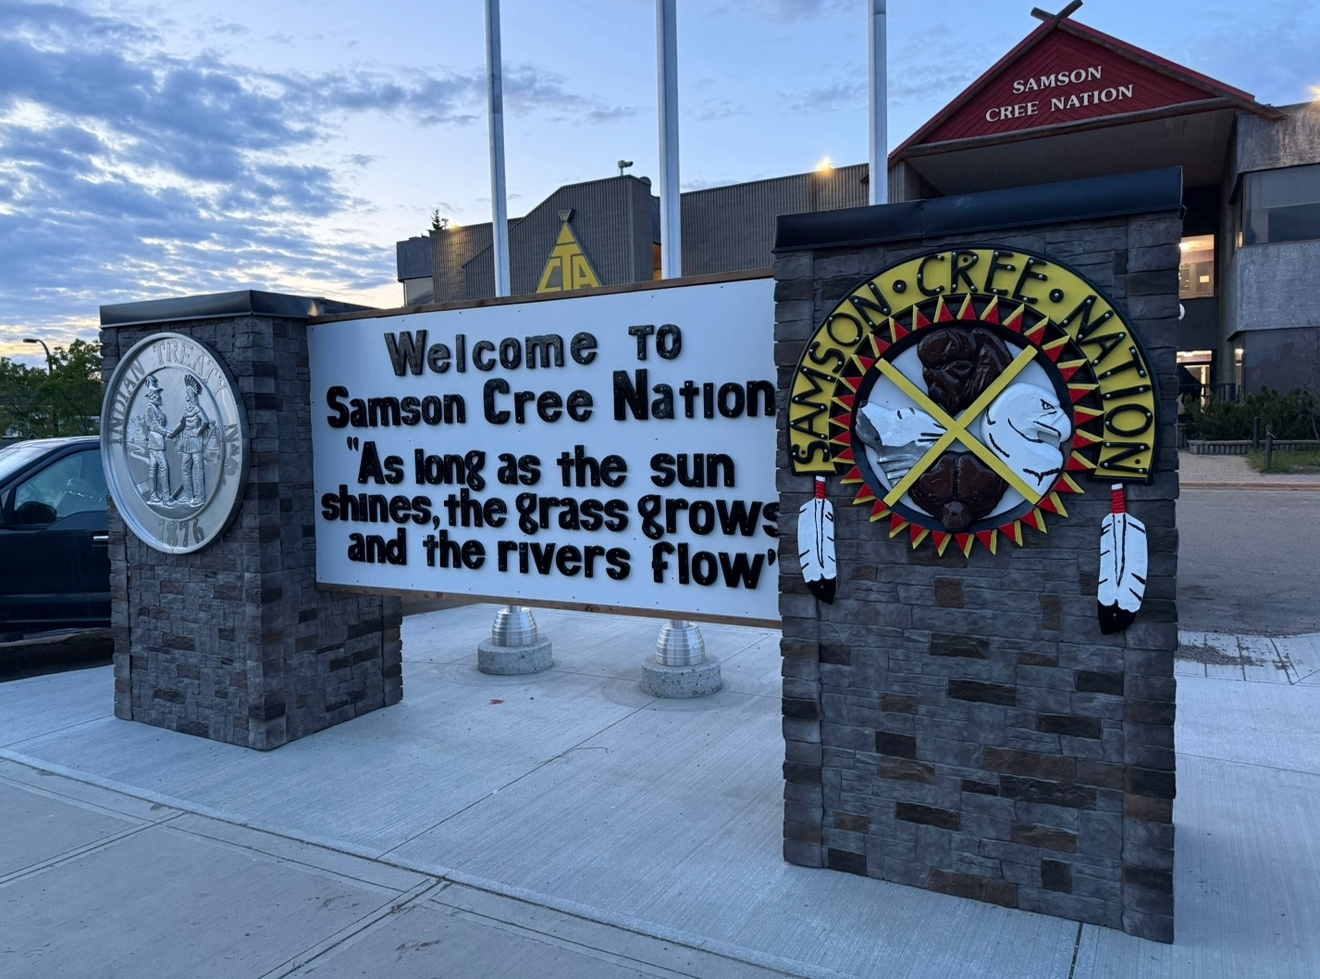 SAMSON
CREE NATION
CTA
Welcome To
Samson Cree Nation
"As long as the sun
shines, the grass grows
and the rivers flow"
INDIAN TREATY No 6
1876
SAMSON • CREE • NATION